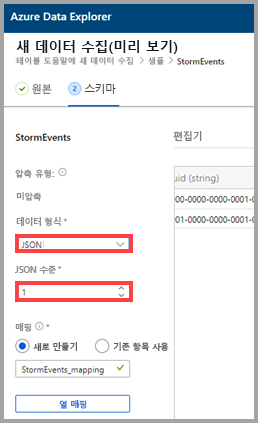 Azure Data Explorer
새 데이터 수집(미리 보기)
테이블 도움말에 새 데이터 수집 > 샘플 > StormEvents
원본
2 스키마
StormEvents
편집기
압축 유형:
uid (string)
미압축
00-0000-0000-0001-0
데이터 형식 *
01-0000-0000-0001-0
JSON
JSON 수준 *
1
매핑 *
새로 만들기
기존 항목 사용
StormEvents_mapping
열 매핑